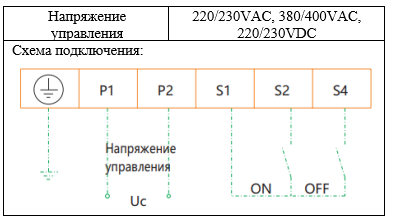 Напряжение управления
220/230VAC, 380/400VAC, 220/230VDC
Схема подключения:
P1 P2 S1 S2 S4
Напряжение
управления
Uc
ON OFF